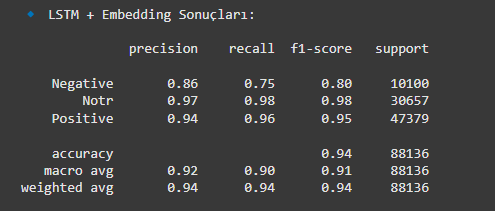 🔹 LSTM + Embedding Sonuçları:
precision recall f1-score support
Negative 0.86 0.75 0.80 10100
Notr 0.97 0.98 0.98 30657
Positive 0.94 0.96 0.95 47379
accuracy 0.94 88136
macro avg 0.92 0.90 0.91 88136
weighted avg 0.94 0.94 0.94 88136